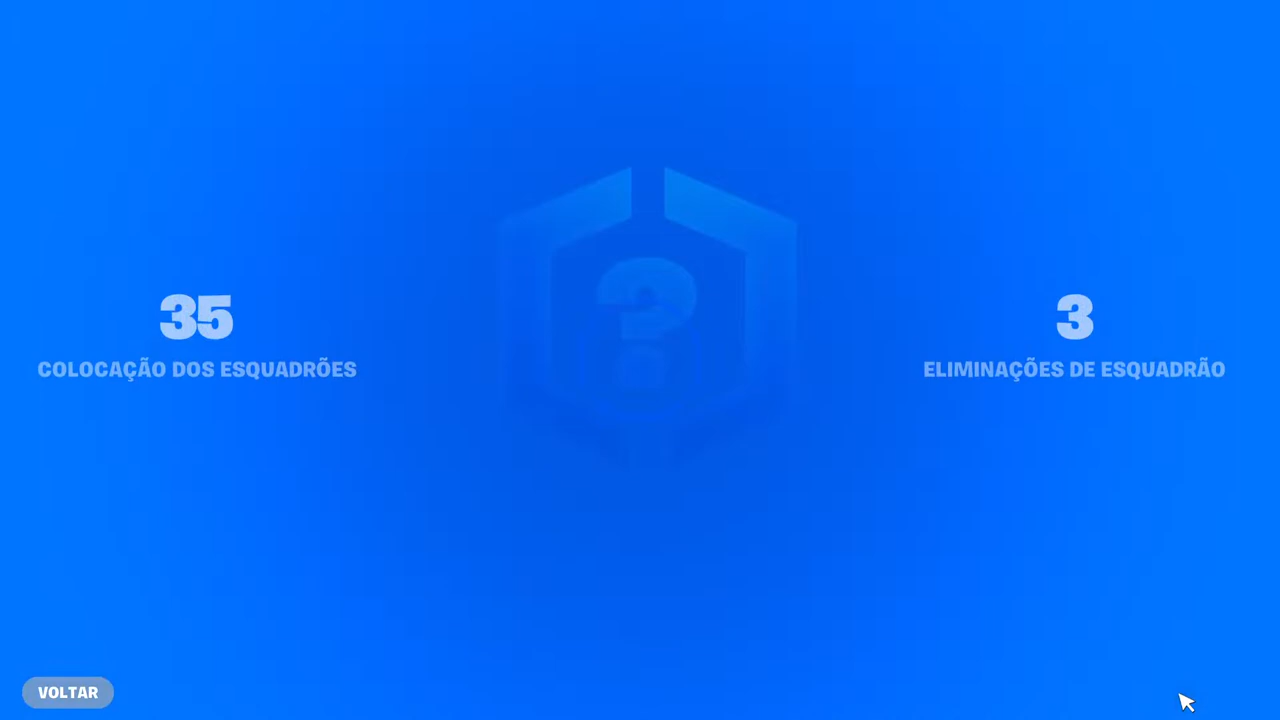 35
COLOCAÇÃO DOS ESQUADRÕES
?
3
ELIMINAÇÕES DE ESQUADRÃO
VOLTAR